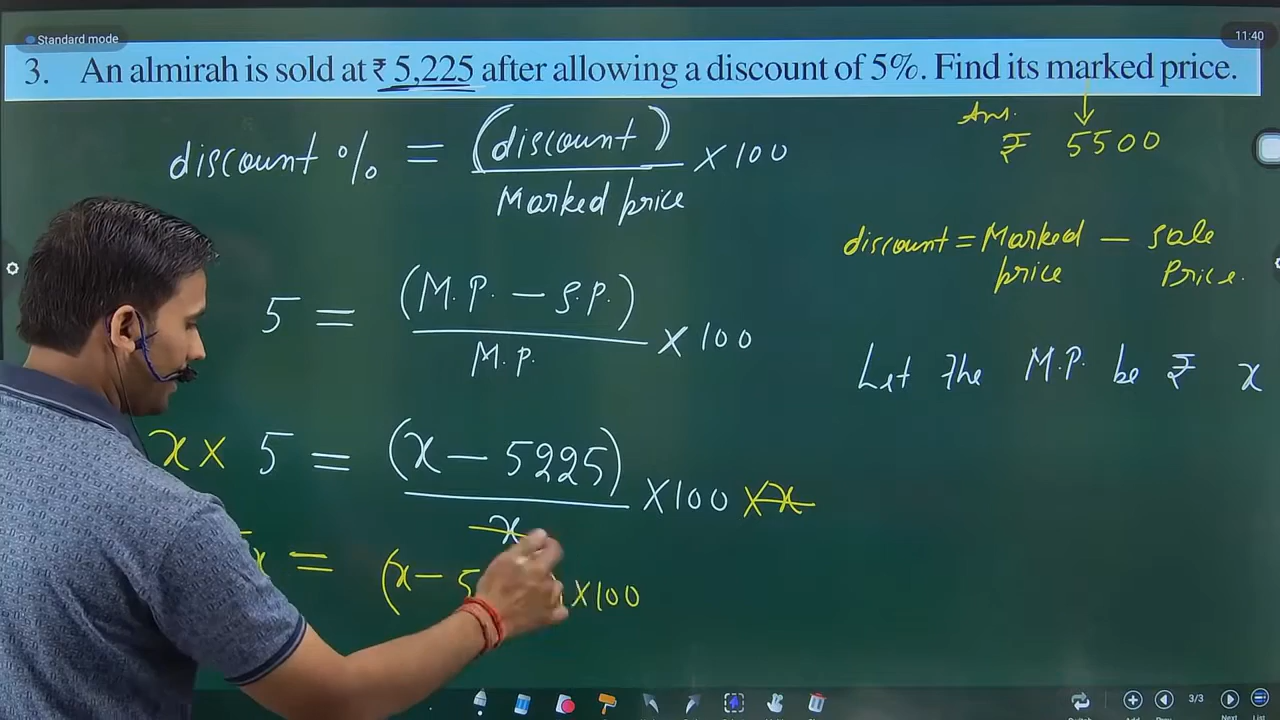 Standard mode
11:40
3. An almirah is sold at ₹ 5,225 after allowing a discount of 5%. Find its marked price.
Ans.
₹ 5500
discount % = (discount) / Marked price × 100
discount = Marked price – Sale Price.
5 = (M.P. – S.P.) / M.P. × 100
Let the M.P. be ₹ x
x × 5 = (x – 5225) / x × 100 × x
x = (x – 5 × 100
3/3